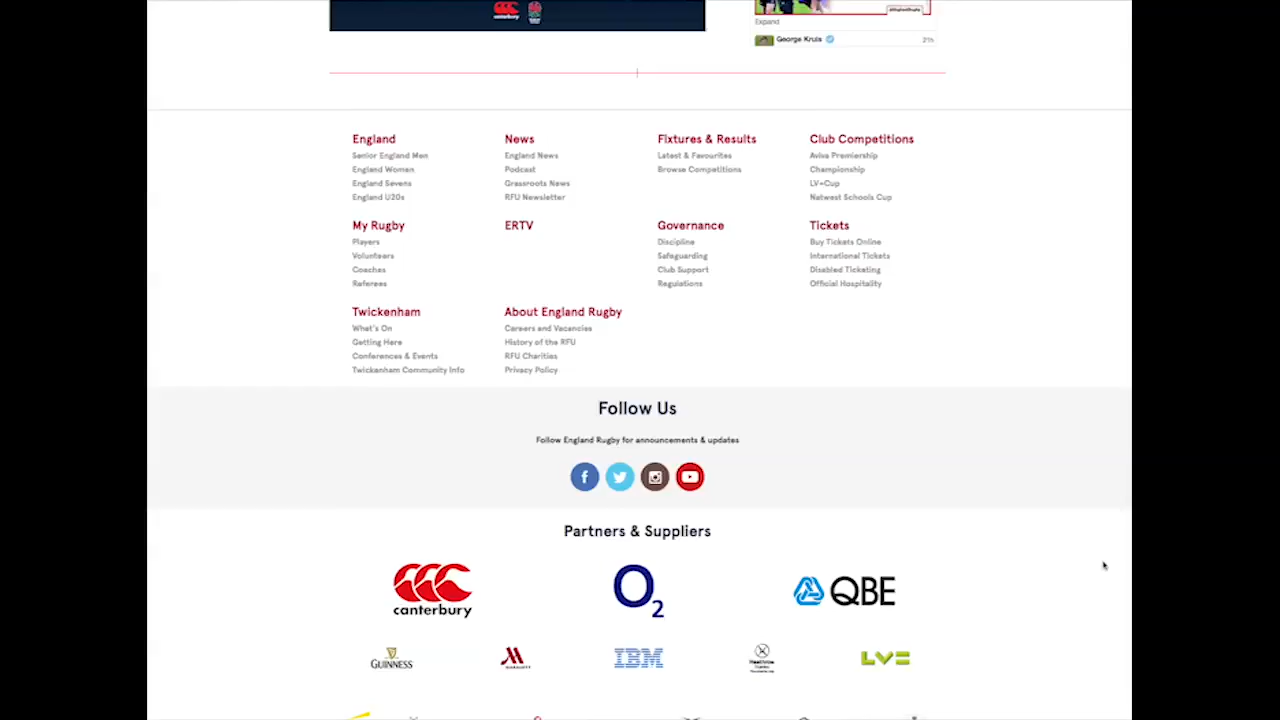 canterbury
Expand
George Kruis
21h
England
Senior England Men
England Women
England Sevens
England U20s
News
England News
Podcast
Grassroots News
RFU Newsletter
Fixtures & Results
Latest & Favourites
Browse Competitions
Club Competitions
Aviva Premiership
Championship
LV=Cup
Natwest Schools Cup
My Rugby
Players
Volunteers
Coaches
Referees
ERTV
Governance
Discipline
Safeguarding
Club Support
Regulations
Tickets
Buy Tickets Online
International Tickets
Disabled Ticketing
Official Hospitality
Twickenham
What's On
Getting Here
Conferences & Events
Twickenham Community Info
About England Rugby
Careers and Vacancies
History of the RFU
RFU Charities
Privacy Policy
Follow Us
Follow England Rugby for announcements & updates
Partners & Suppliers
canterbury
O2
QBE
GUINNESS
MARRIOTT
IBM
LV=